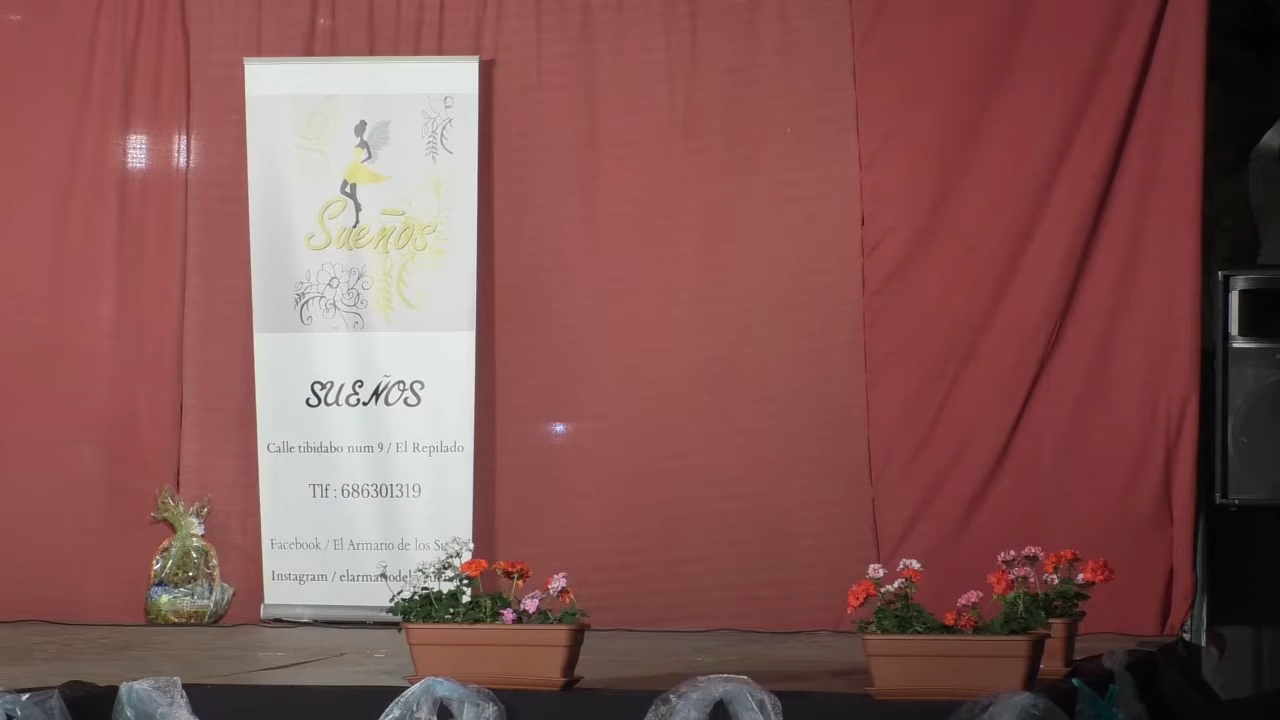 Sueños
SUEÑOS
Calle tibidabo num 9 / El Repilado
Tlf : 686301319
Facebook / El Armario de los
Instagram /